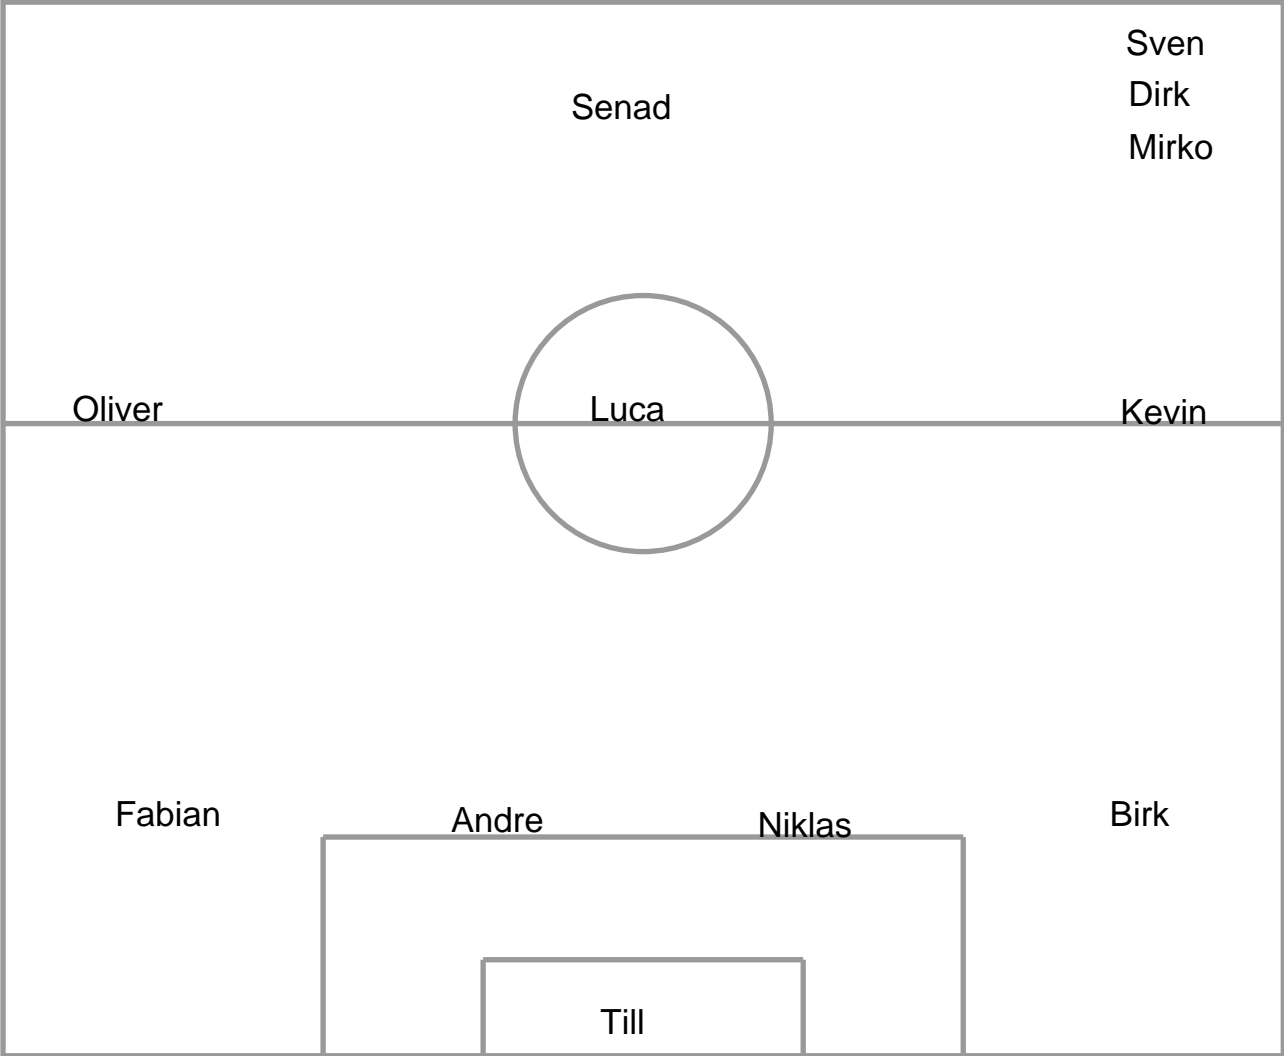 Sven
Senad
Dirk
Mirko
Oliver
Luca
Kevin
Fabian
Andre
Niklas
Birk
Till